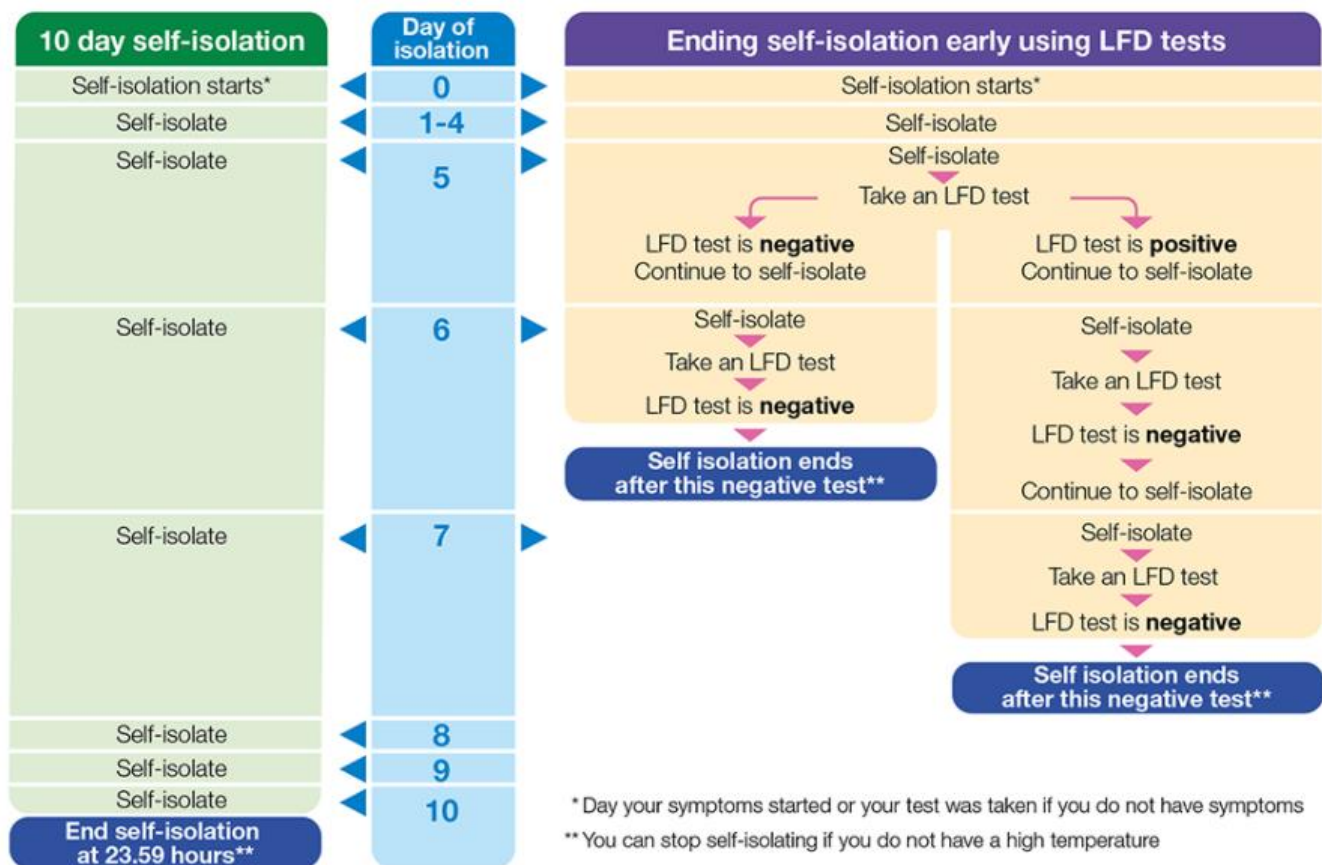 10 day self-isolation
Day of
isolation
Ending self-isolation early using LFD tests
Self-isolation starts*
0
Self-isolation starts*
Self-isolate
1-4
Self-isolate
Self-isolate
5
Self-isolate
Take an LFD test
LFD test is negative
Continue to self-isolate
LFD test is positive
Continue to self-isolate
Self-isolate
6
Self-isolate
Take an LFD test
LFD test is negative
Self isolation ends
after this negative test**
Self-isolate
Take an LFD test
LFD test is negative
Continue to self-isolate
Self-isolate
7
Self-isolate
Take an LFD test
LFD test is negative
Self isolation ends
after this negative test**
Self-isolate
8
Self-isolate
9
Self-isolate
10
End self-isolation
at 23.59 hours**
* Day your symptoms started or your test was taken if you do not have symptoms
** You can stop self-isolating if you do not have a high temperature